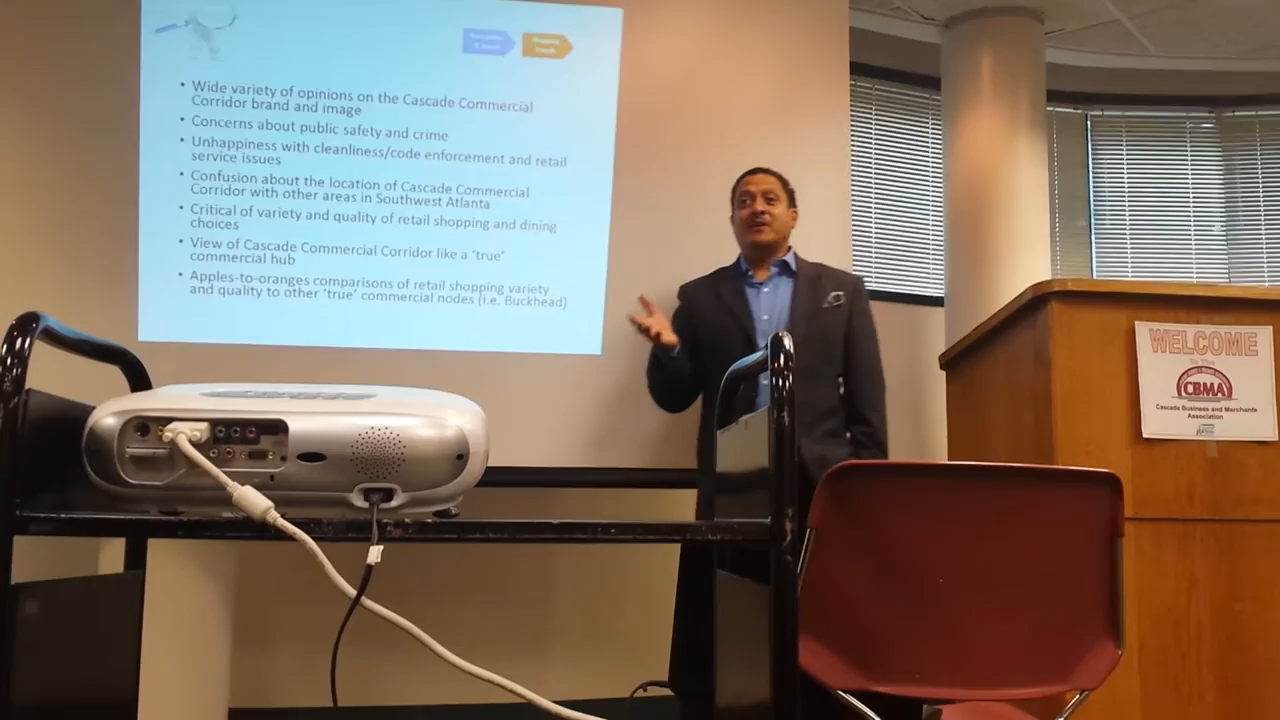 • Wide variety of opinions on the Cascade Commercial
Corridor brand and image
• Concerns about public safety and crime
• Unhappiness with cleanliness/code enforcement and retail
service issues
• Confusion about the location of Cascade Commercial
Corridor with other areas in Southwest Atlanta
• Critical of variety and quality of retail shopping and dining
choices
• View of Cascade Commercial Corridor like a 'true'
commercial hub
• Apples-to-oranges comparisons of retail shopping variety
and quality to other 'true' commercial nodes (i.e. Buckhead)
WELCOME
To The
CBMA
Cascade Business and Merchants
Association